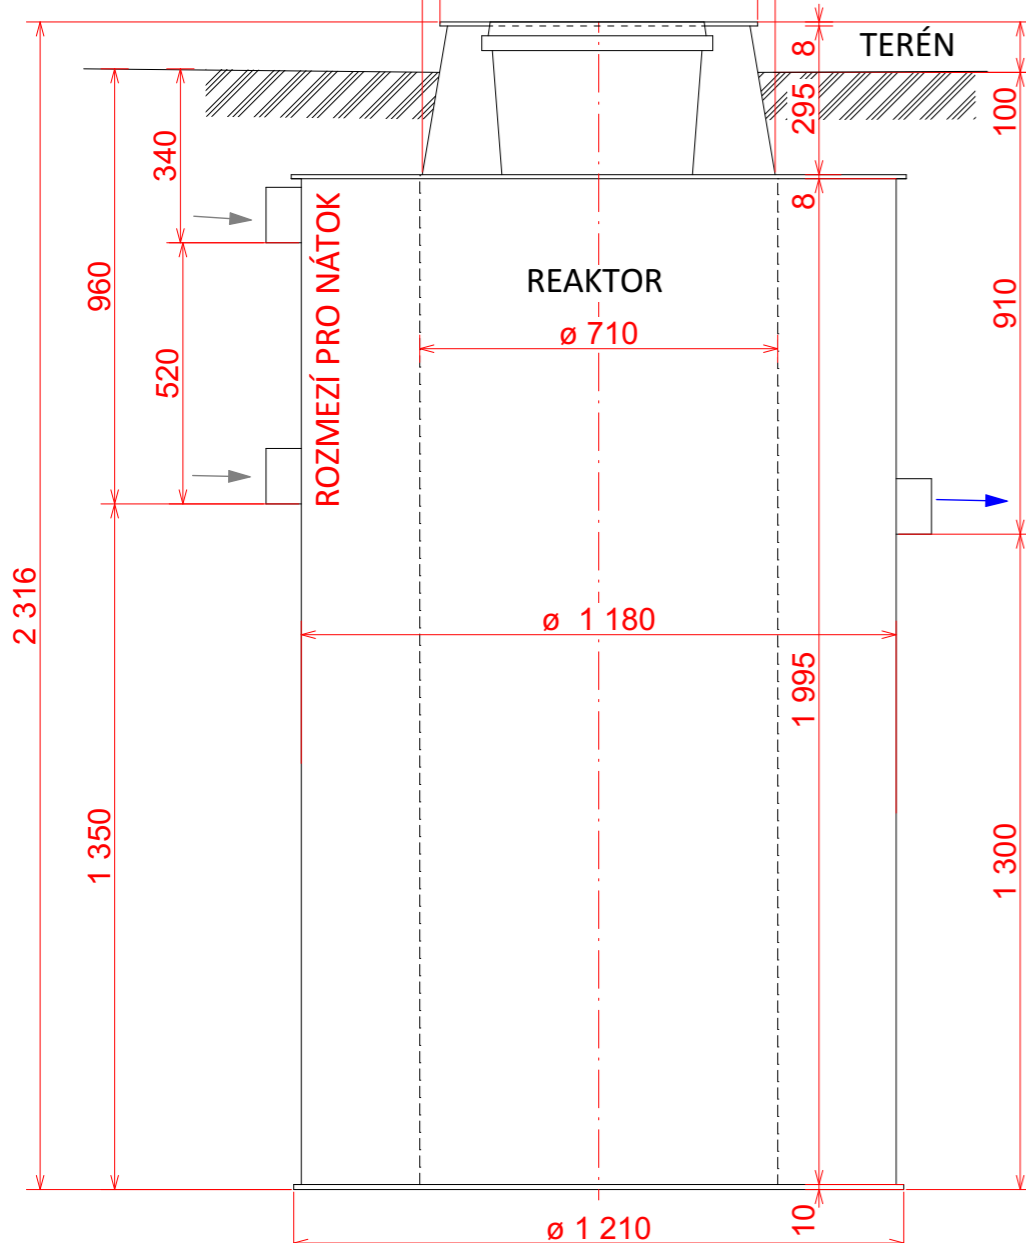 8
TERÉN
295
100
340
8
ROZMEZÍ PRO NÁTOK
960
REAKTOR
910
ø 710
520
2 316
ø 1 180
1 995
1 350
1 300
10
ø 1 210